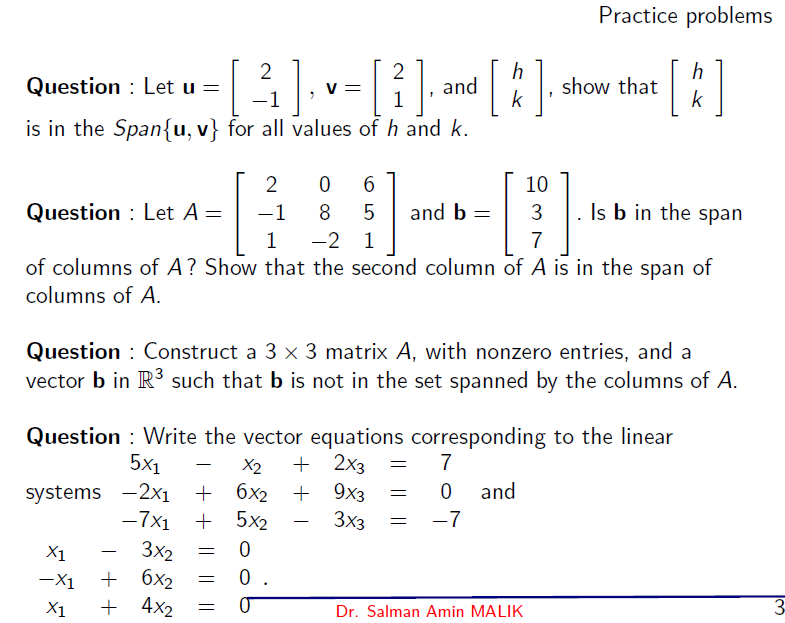 Practice problems
Question : Let u = [ 2 −1 ], v = [ 2 1 ], and [ h k ], show that [ h k ]
is in the Span{u, v} for all values of h and k.
Question : Let A = [ 2 0 6 −1 8 5 1 −2 1 ] and b = [ 10 3 7 ]. Is b in the span
of columns of A? Show that the second column of A is in the span of
columns of A.
Question : Construct a 3 × 3 matrix A, with nonzero entries, and a
vector b in ℝ³ such that b is not in the set spanned by the columns of A.
Question : Write the vector equations corresponding to the linear
5x₁ − x₂ + 2x₃ = 7
systems −2x₁ + 6x₂ + 9x₃ = 0 and
−7x₁ + 5x₂ − 3x₃ = −7
x₁ − 3x₂ = 0
−x₁ + 6x₂ = 0 .
x₁ + 4x₂ = 0
Dr. Salman Amin MALIK 3